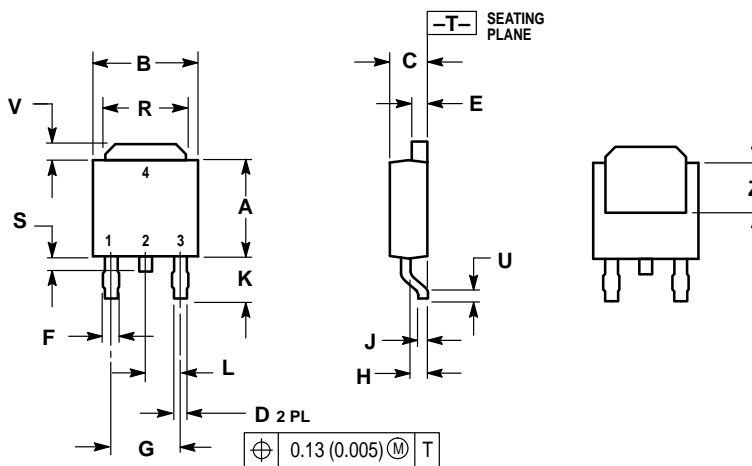 –T–
SEATING
PLANE
B
C
V
R
E
4
A
Z
S
1 2 3
K
U
F
J
L
H
D 2 PL
G
⌖ 0.13 (0.005) Ⓜ T